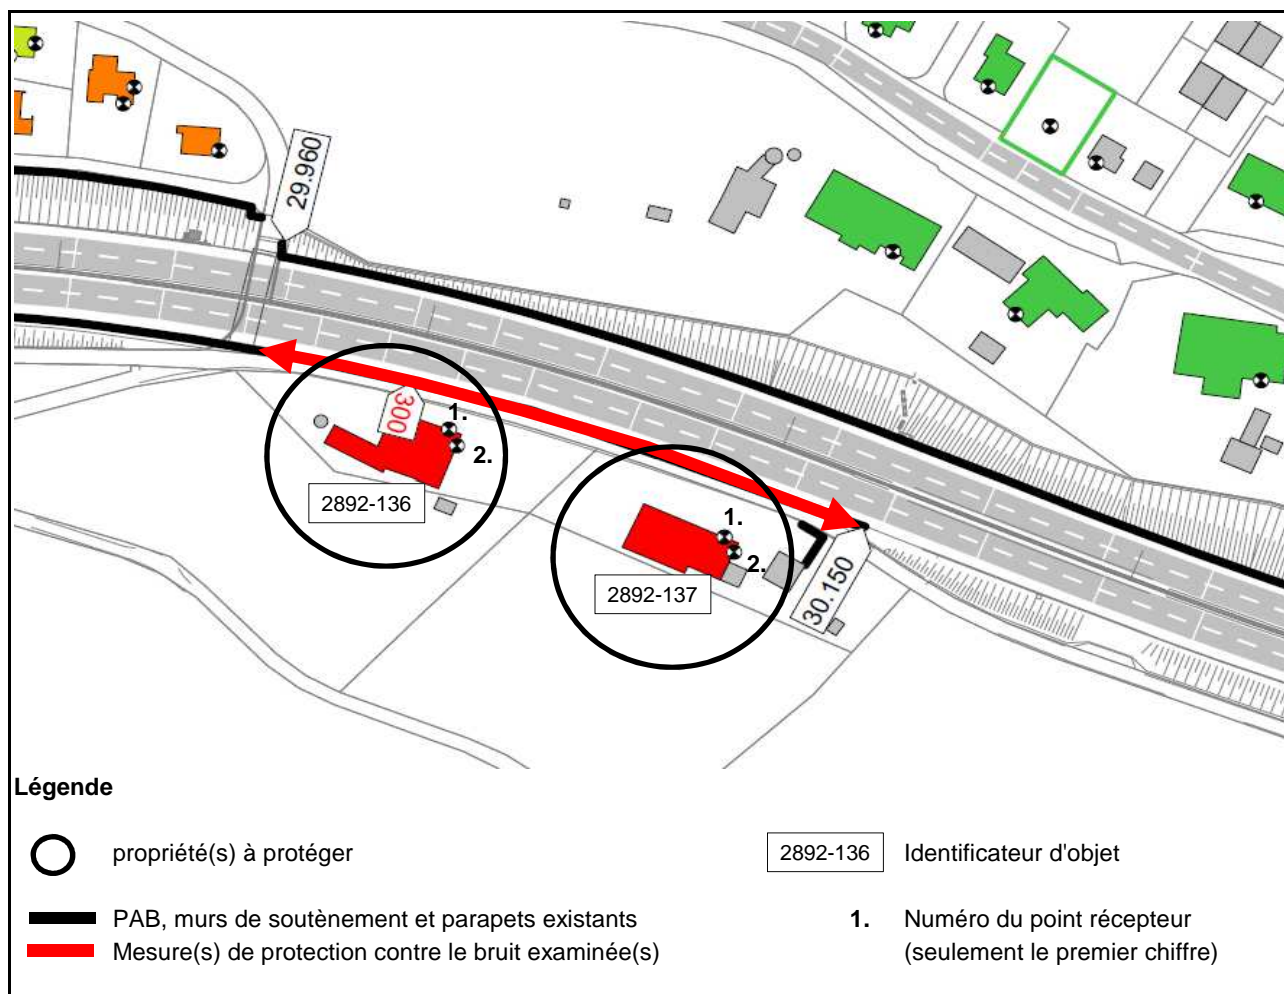 29.960
300
1.
2.
2892-136
1.
2.
2892-137
30.150
Légende
propriété(s) à protéger
2892-136 Identificateur d'objet
PAB, murs de soutènement et parapets existants
1. Numéro du point récepteur
Mesure(s) de protection contre le bruit examinée(s)
(seulement le premier chiffre)